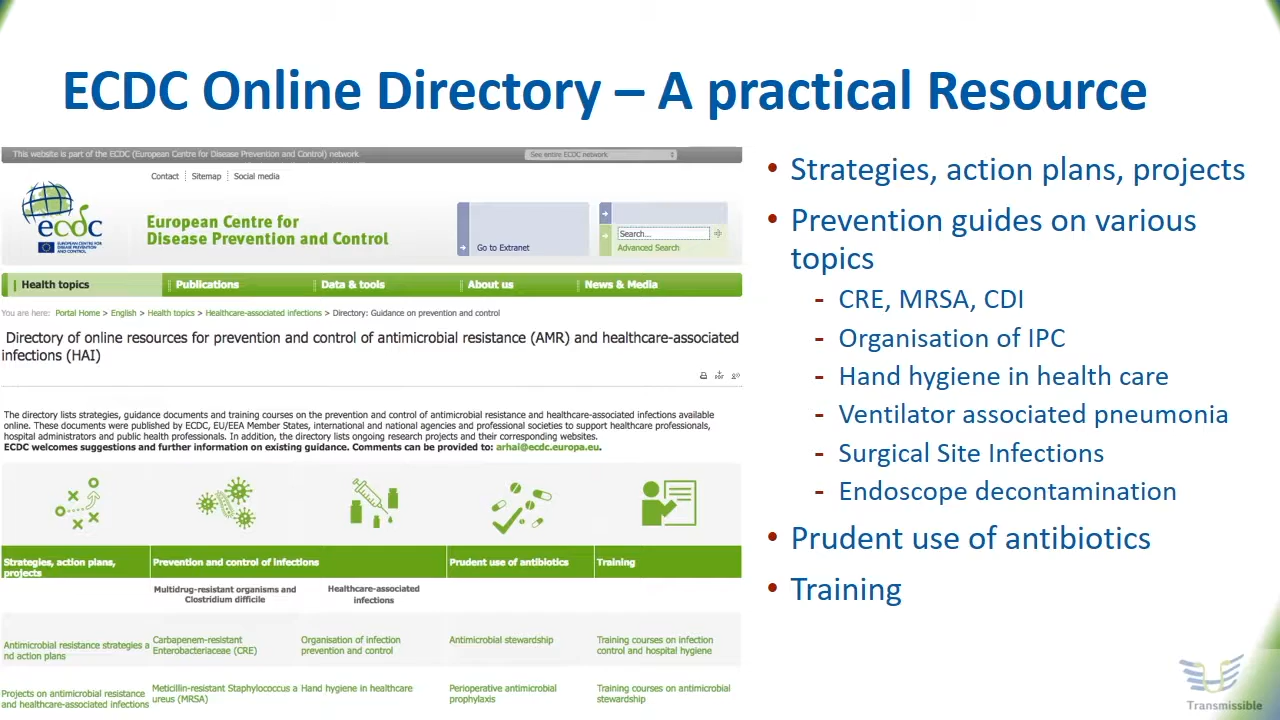 ECDC Online Directory – A practical Resource
This website is part of the ECDC (European Centre for Disease Prevention and Control) network
See entire ECDC network
Contact
Sitemap
Social media
ecdc
EUROPEAN CENTRE FOR
DISEASE PREVENTION
AND CONTROL
European Centre for
Disease Prevention and Control
Go to Extranet
Search...
Advanced Search
Health topics
Publications
Data & tools
About us
News & Media
You are here: Portal Home > English > Health topics > Healthcare-associated infections > Directory: Guidance on prevention and control
Directory of online resources for prevention and control of antimicrobial resistance (AMR) and healthcare-associated
infections (HAI)
The directory lists strategies, guidance documents and training courses on the prevention and control of antimicrobial resistance and healthcare-associated infections available
online. These documents were published by ECDC, EU/EEA Member States, international and national agencies and professional societies to support healthcare professionals,
hospital administrators and public health professionals. In addition, the directory lists ongoing research projects and their corresponding websites.
ECDC welcomes suggestions and further information on existing guidance. Comments can be provided to: arhai@ecdc.europa.eu.
Strategies, action plans,
projects
Prevention and control of infections
Prudent use of antibiotics
Training
Multidrug-resistant organisms and
Clostridium difficile
Healthcare-associated
infections
Antimicrobial resistance strategies a
nd action plans
Carbapenem-resistant
Enterobacteriaceae (CRE)
Organisation of infection
prevention and control
Antimicrobial stewardship
Training courses on infection
control and hospital hygiene
Projects on antimicrobial resistance
and healthcare-associated infections
Meticillin-resistant Staphylococcus a
ureus (MRSA)
Hand hygiene in healthcare
Perioperative antimicrobial
prophylaxis
Training courses on antimicrobial
stewardship
• Strategies, action plans, projects
• Prevention guides on various
topics
- CRE, MRSA, CDI
- Organisation of IPC
- Hand hygiene in health care
- Ventilator associated pneumonia
- Surgical Site Infections
- Endoscope decontamination
• Prudent use of antibiotics
• Training
Transmissible